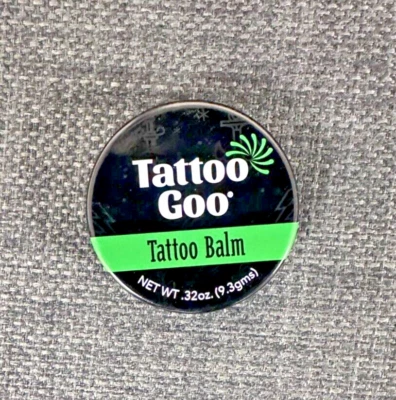 Tattoo
Goo®
Tattoo Balm
NET WT .32oz. (9.3gms)